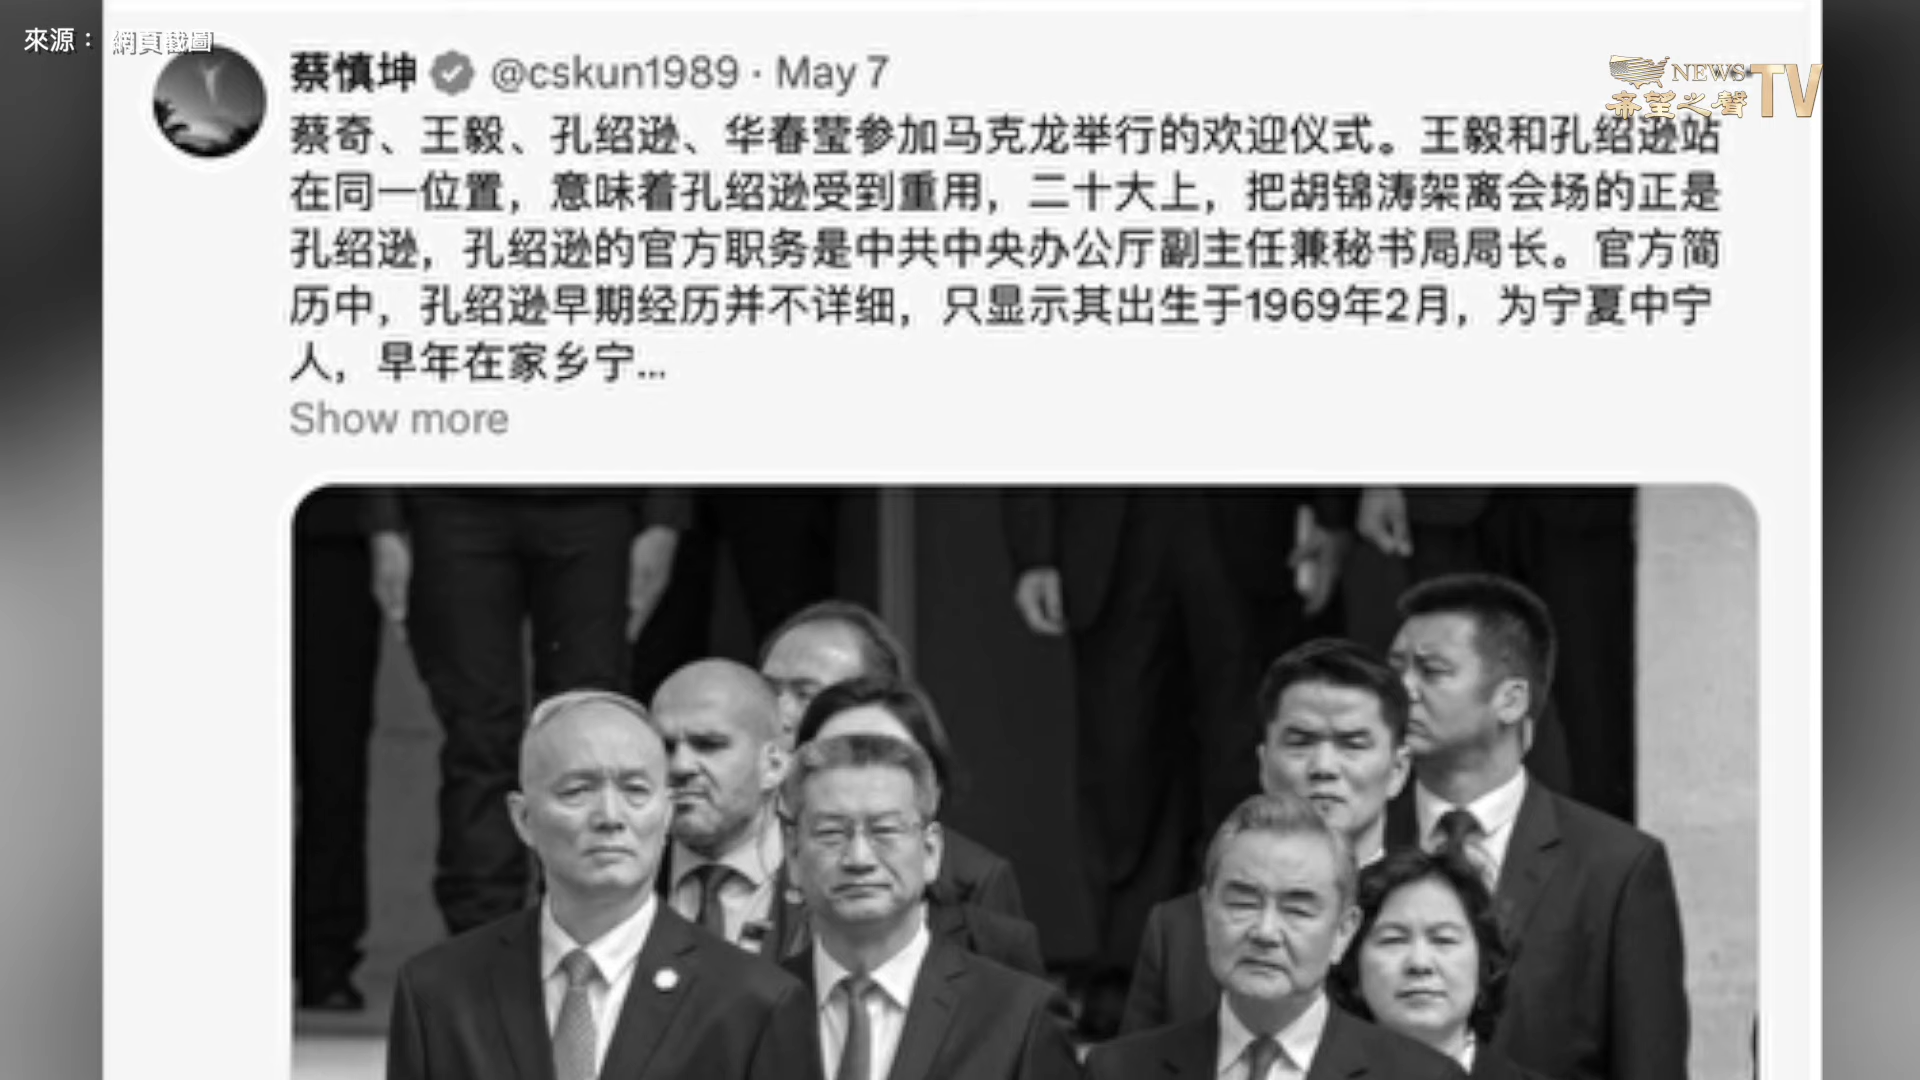 來源： 網頁截圖
NEWS
希望之聲TV
蔡慎坤 @cskun1989 · May 7
蔡奇、王毅、孔绍逊、华春莹参加马克龙举行的欢迎仪式。王毅和孔绍逊站
在同一位置，意味着孔绍逊受到重用，二十大上，把胡锦涛架离会场的正是
孔绍逊，孔绍逊的官方职务是中共中央办公厅副主任兼秘书局局长。官方简
历中，孔绍逊早期经历并不详细，只显示其出生于1969年2月，为宁夏中宁
人，早年在家乡宁...
Show more